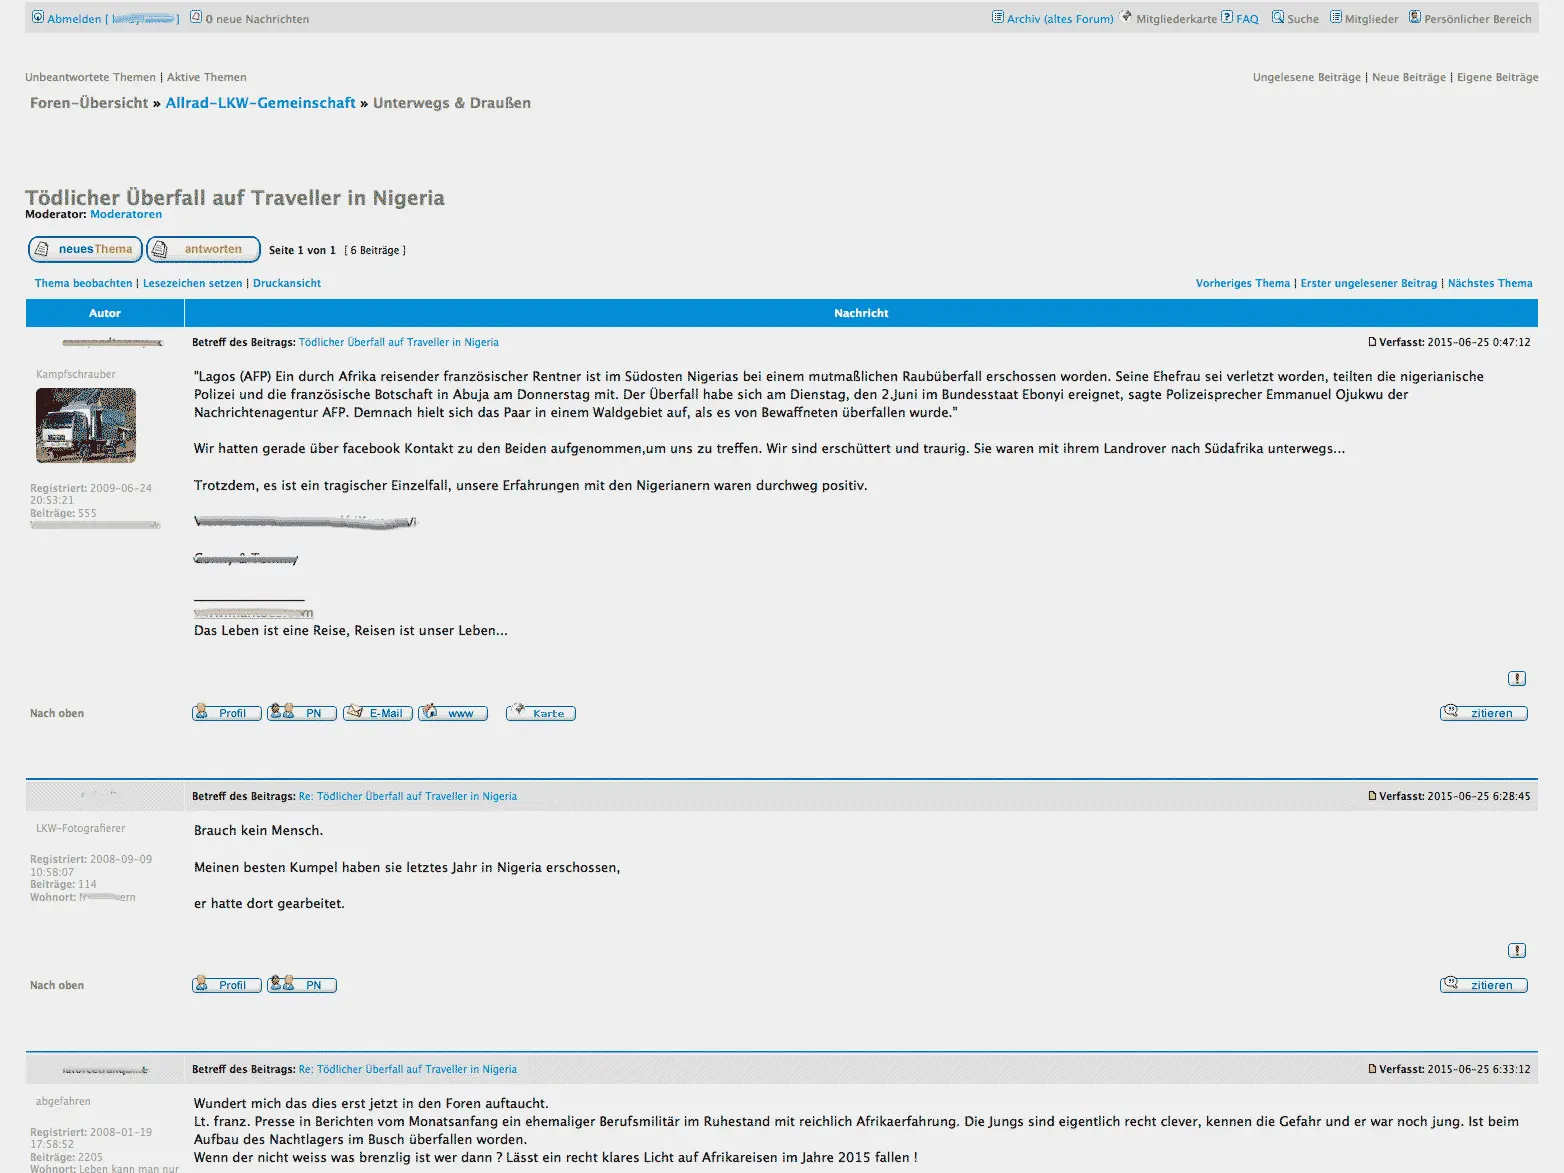 Abmelden [ ]
0 neue Nachrichten
Archiv (altes Forum) Mitgliederkarte FAQ Suche Mitglieder Persönlicher Bereich
Unbeantwortete Themen | Aktive Themen
Ungelesene Beiträge | Neue Beiträge | Eigene Beiträge
Foren-Übersicht » Allrad-LKW-Gemeinschaft » Unterwegs & Draußen
Tödlicher Überfall auf Traveller in Nigeria
Moderator: Moderatoren
neuesThema antworten Seite 1 von 1 [ 6 Beiträge ]
Thema beobachten | Lesezeichen setzen | Druckansicht
Vorheriges Thema | Erster ungelesener Beitrag | Nächstes Thema
Autor Nachricht
Betreff des Beitrags: Tödlicher Überfall auf Traveller in Nigeria
Verfasst: 2015-06-25 0:47:12
Kampfschrauber
Registriert: 2009-06-24
20:53:21
Beiträge: 555
"Lagos (AFP) Ein durch Afrika reisender französischer Rentner ist im Südosten Nigerias bei einem mutmaßlichen Raubüberfall erschossen worden. Seine Ehefrau sei verletzt worden, teilten die nigerianische
Polizei und die französische Botschaft in Abuja am Donnerstag mit. Der Überfall habe sich am Dienstag, den 2.Juni im Bundesstaat Ebonyi ereignet, sagte Polizeisprecher Emmanuel Ojukwu der
Nachrichtenagentur AFP. Demnach hielt sich das Paar in einem Waldgebiet auf, als es von Bewaffneten überfallen wurde."
Wir hatten gerade über facebook Kontakt zu den Beiden aufgenommen,um uns zu treffen. Wir sind erschüttert und traurig. Sie waren mit ihrem Landrover nach Südafrika unterwegs...
Trotzdem, es ist ein tragischer Einzelfall, unsere Erfahrungen mit den Nigerianern waren durchweg positiv.
Das Leben ist eine Reise, Reisen ist unser Leben...
Nach oben
Profil PN E-Mail www Karte
zitieren
Betreff des Beitrags: Re: Tödlicher Überfall auf Traveller in Nigeria
Verfasst: 2015-06-25 6:28:45
LKW-Fotografierer
Registriert: 2008-09-09
10:58:07
Beiträge: 114
Wohnort:
Brauch kein Mensch.
Meinen besten Kumpel haben sie letztes Jahr in Nigeria erschossen,
er hatte dort gearbeitet.
Nach oben
Profil PN
zitieren
Betreff des Beitrags: Re: Tödlicher Überfall auf Traveller in Nigeria
Verfasst: 2015-06-25 6:33:12
abgefahren
Registriert: 2008-01-19
17:58:52
Beiträge: 2205
Wohnort: Leben kann man nur
Wundert mich das dies erst jetzt in den Foren auftaucht.
Lt. franz. Presse in Berichten vom Monatsanfang ein ehemaliger Berufsmilitär im Ruhestand mit reichlich Afrikaerfahrung. Die Jungs sind eigentlich recht clever, kennen die Gefahr und er war noch jung. Ist beim
Aufbau des Nachtlagers im Busch überfallen worden.
Wenn der nicht weiss was brenzlig ist wer dann ? Lässt ein recht klares Licht auf Afrikareisen im Jahre 2015 fallen !